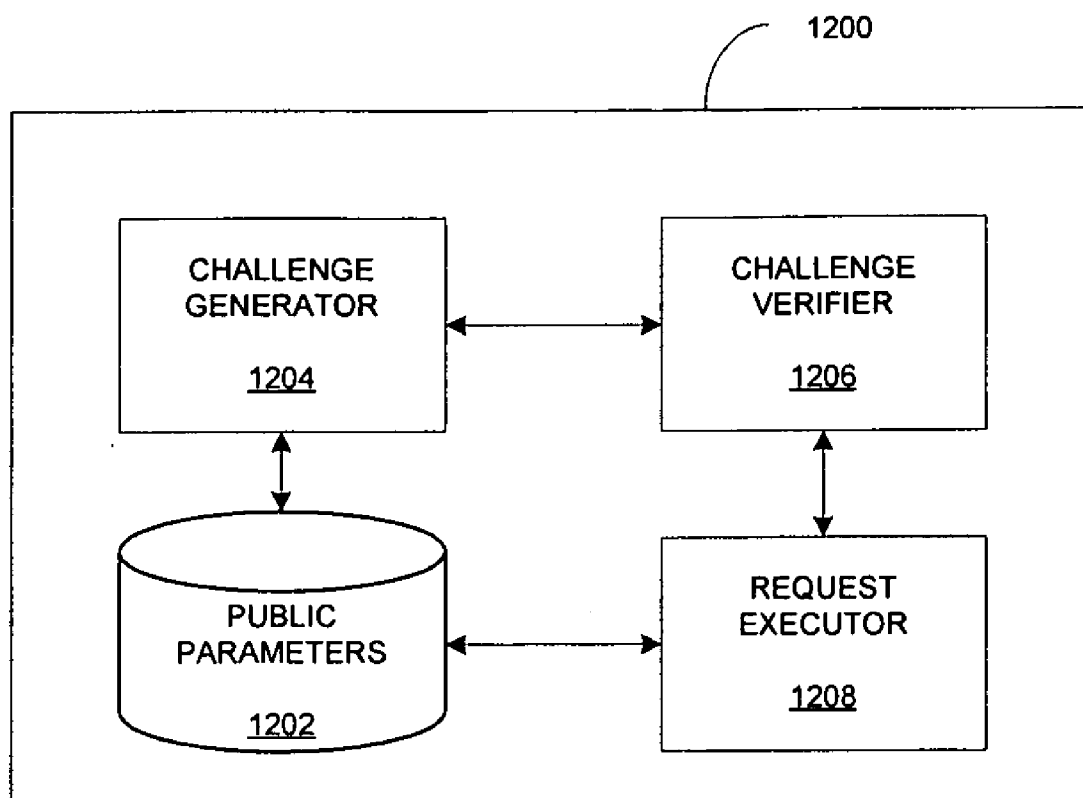 1200
CHALLENGE
GENERATOR
1204
CHALLENGE
VERIFIER
1206
PUBLIC
PARAMETERS
1202
REQUEST
EXECUTOR
1208